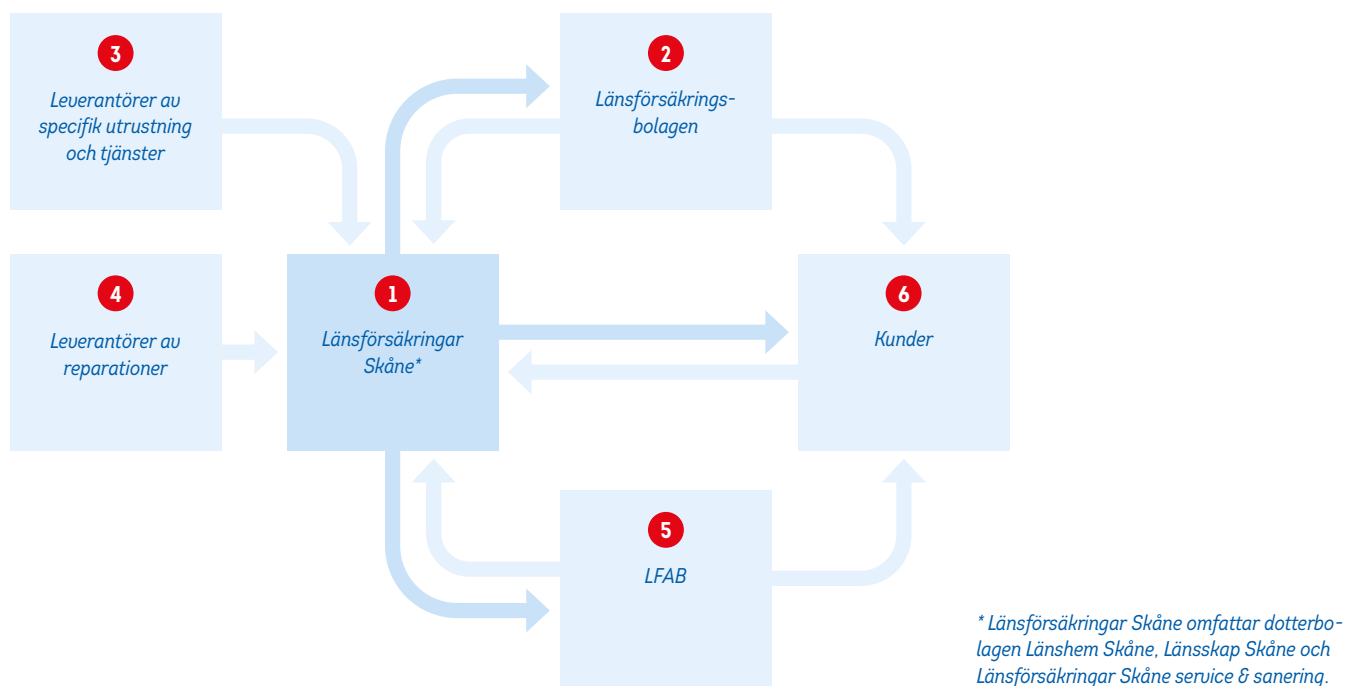 3
Leverantörer av
specifik utrustning
och tjänster
2
Länsförsäkrings-
bolagen
4
Leverantörer av
reparationer
1
Länsförsäkringar
Skåne*
6
Kunder
5
LFAB
* Länsförsäkringar Skåne omfattar dotterbo-
lagen Länshem Skåne, Länsskap Skåne och
Länsförsäkringar Skåne service & sanering.